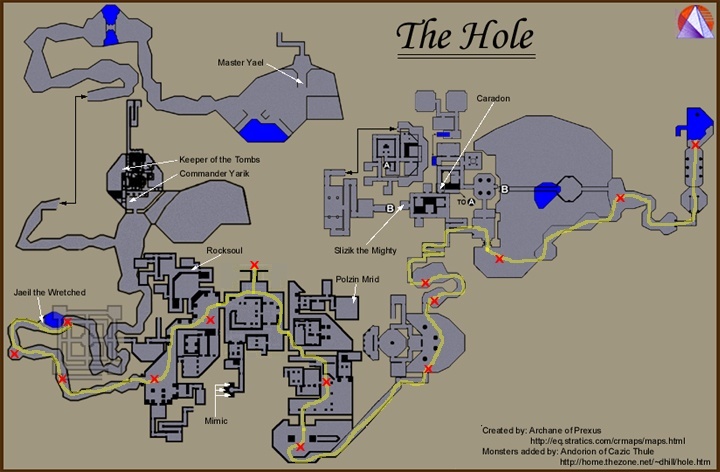 The Hole
Master Yael
Caradon
Keeper of the Tombs
Commander Yarik
A
B
B
TO A
Slizik the Mighty
Rocksoul
Polzin Mrid
Jaeil the Wretched
Mimic
Created by: Archane of Prexus
http://eq.stratics.com/crmaps/maps.html
Monsters added by: Andorion of Cazic Thule
http://home.thezone.net/~dhill/hole.htm